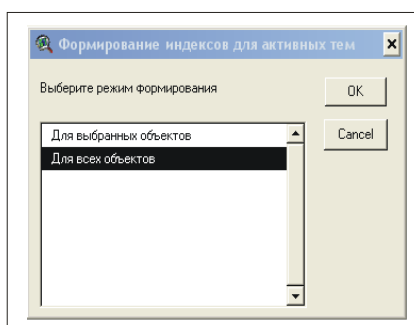 Формирование индексов для активных тем
Выберите режим формирования
OK
Для выбранных объектов
Cancel
Для всех объектов